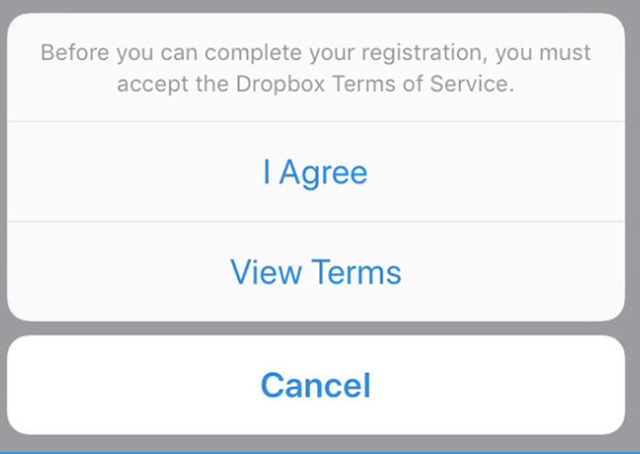 Before you can complete your registration, you must
accept the Dropbox Terms of Service.
I Agree
View Terms
Cancel